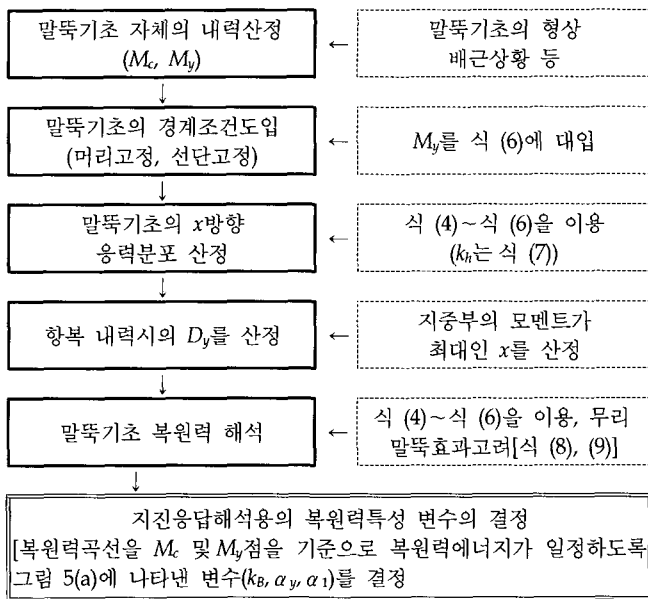 말뚝기초 자체의 내력산정
(Mc, My)
←
말뚝기초의 형상
배근상황 등
↓
말뚝기초의 경계조건도입
(머리고정, 선단고정)
←
My를 식 (6)에 대입
↓
말뚝기초의 x방향
응력분포 산정
←
식 (4)~식 (6)을 이용
(kh는 식 (7))
↓
항복 내력시의 Dy를 산정
←
지중부의 모멘트가
최대인 x를 산정
↓
말뚝기초 복원력 해석
←
식 (4)~식 (6)을 이용, 무리
말뚝효과고려[식 (8), (9)]
↓
지진응답해석용의 복원력특성 변수의 결정
[복원력곡선을 Mc 및 My점을 기준으로 복원력에너지가 일정하도록
그림 5(a)에 나타낸 변수(kB, αy, α1)를 결정